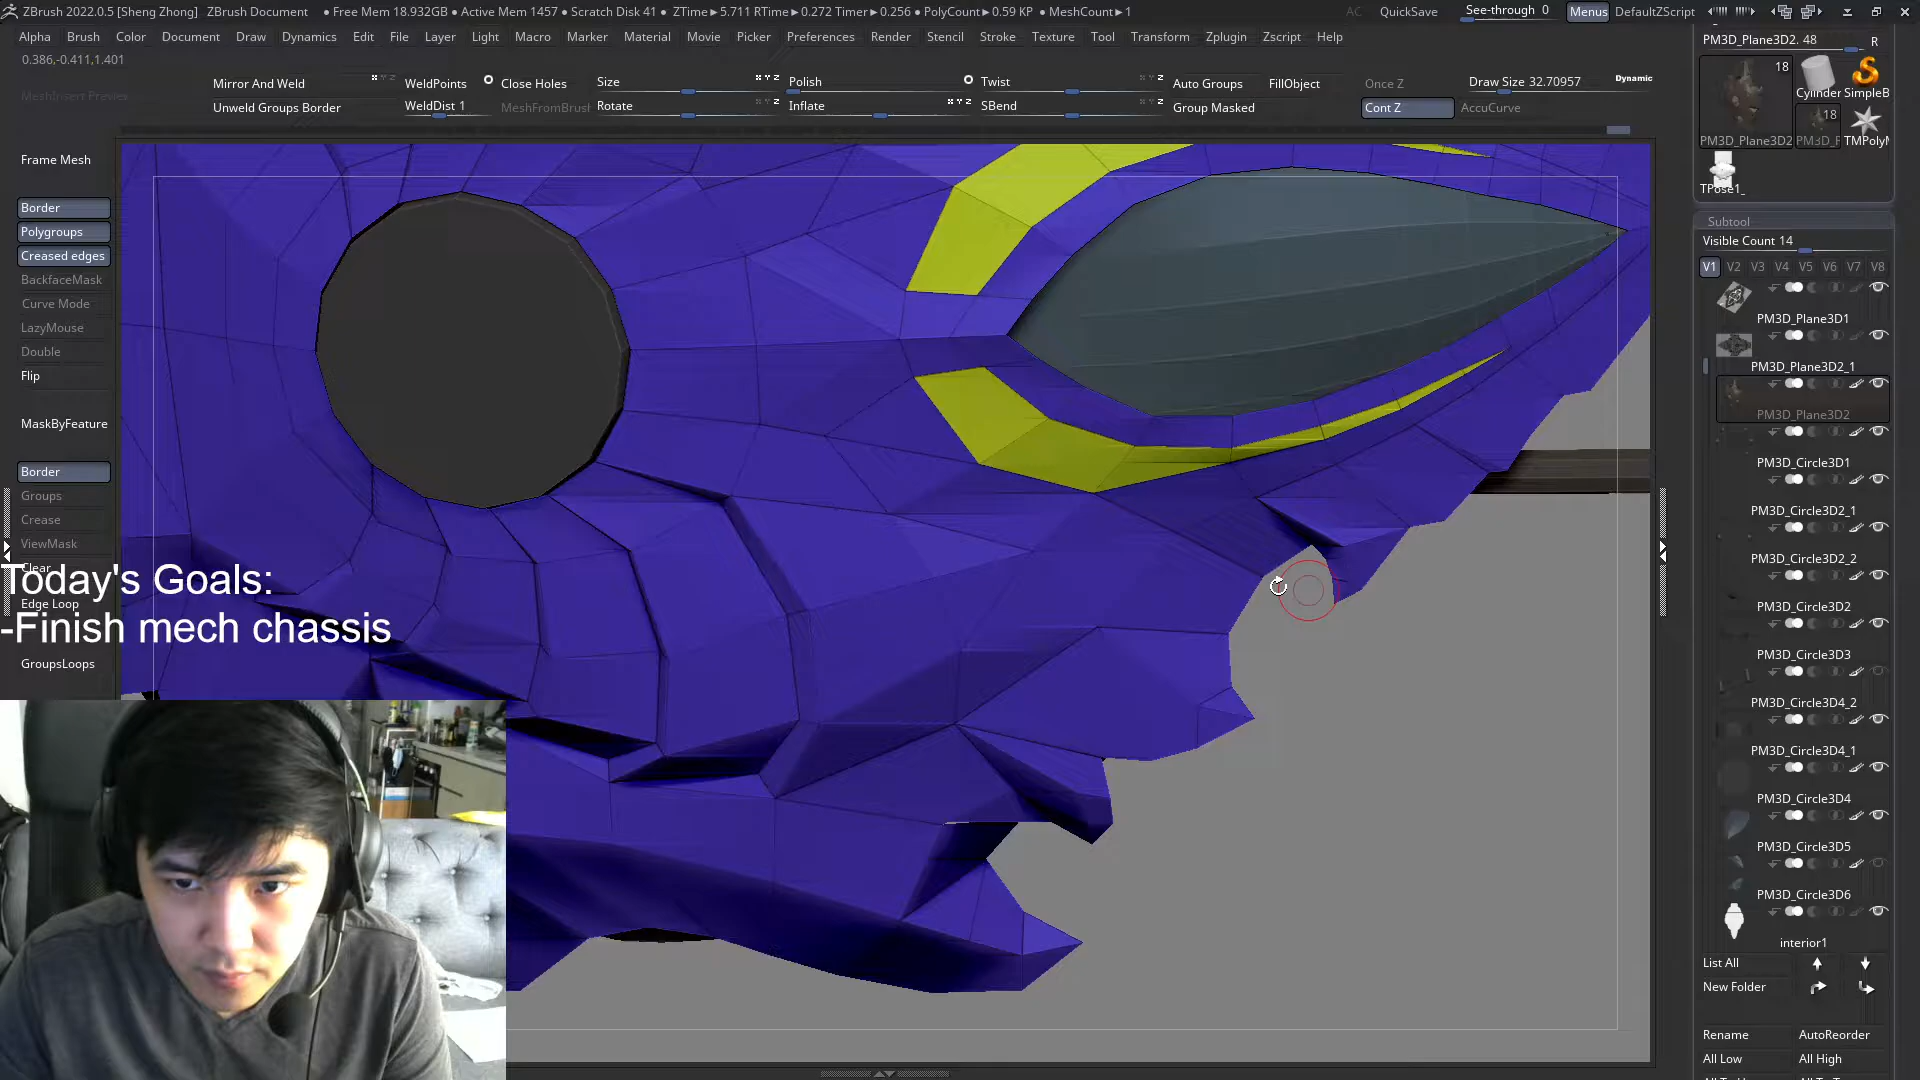 ZBrush 2022.0.5 [Sheng Zhong]
ZBrush Document
• Free Mem 18.932GB • Active Mem 1457 • Scratch Disk 41 • ZTime►5.711 RTime►0.272 Timer►0.256 • PolyCount►0.59 KP • MeshCount►1
AC
QuickSave
See-through 0
Menus
DefaultZScript
Alpha Brush Color Document Draw Dynamics Edit File Layer Light Macro Marker Material Movie Picker Preferences Render Stencil Stroke Texture Tool Transform Zplugin Zscript Help
0.386,-0.411,1.401
MeshInsert Preview
Mirror And Weld
WeldPoints
Close Holes
Size
Polish
Twist
Auto Groups
FillObject
Once Z
Draw Size 32.70957
Dynamic
Unweld Groups Border
WeldDist 1
MeshFromBrush
Rotate
Inflate
SBend
Group Masked
Cont Z
AccuCurve
Frame Mesh
Border
Polygroups
Creased edges
BackfaceMask
Curve Mode
LazyMouse
Double
Flip
MaskByFeature
Border
Groups
Crease
ViewMask
Clear
Edge Loop
GroupsLoops
Today's Goals:
-Finish mech chassis
PM3D_Plane3D2. 48
R
18
Cylinder
SimpleB
18
PM3D_Plane3D2
PM3D_F
TMPolyM
TPose1_
Subtool
Visible Count 14
V1 V2 V3 V4 V5 V6 V7 V8
PM3D_Plane3D1
PM3D_Plane3D2_1
PM3D_Plane3D2
PM3D_Circle3D1
PM3D_Circle3D2_1
PM3D_Circle3D2_2
PM3D_Circle3D2
PM3D_Circle3D3
PM3D_Circle3D4_2
PM3D_Circle3D4_1
PM3D_Circle3D4
PM3D_Circle3D5
PM3D_Circle3D6
interior1
List All
New Folder
Rename
AutoReorder
All Low
All High